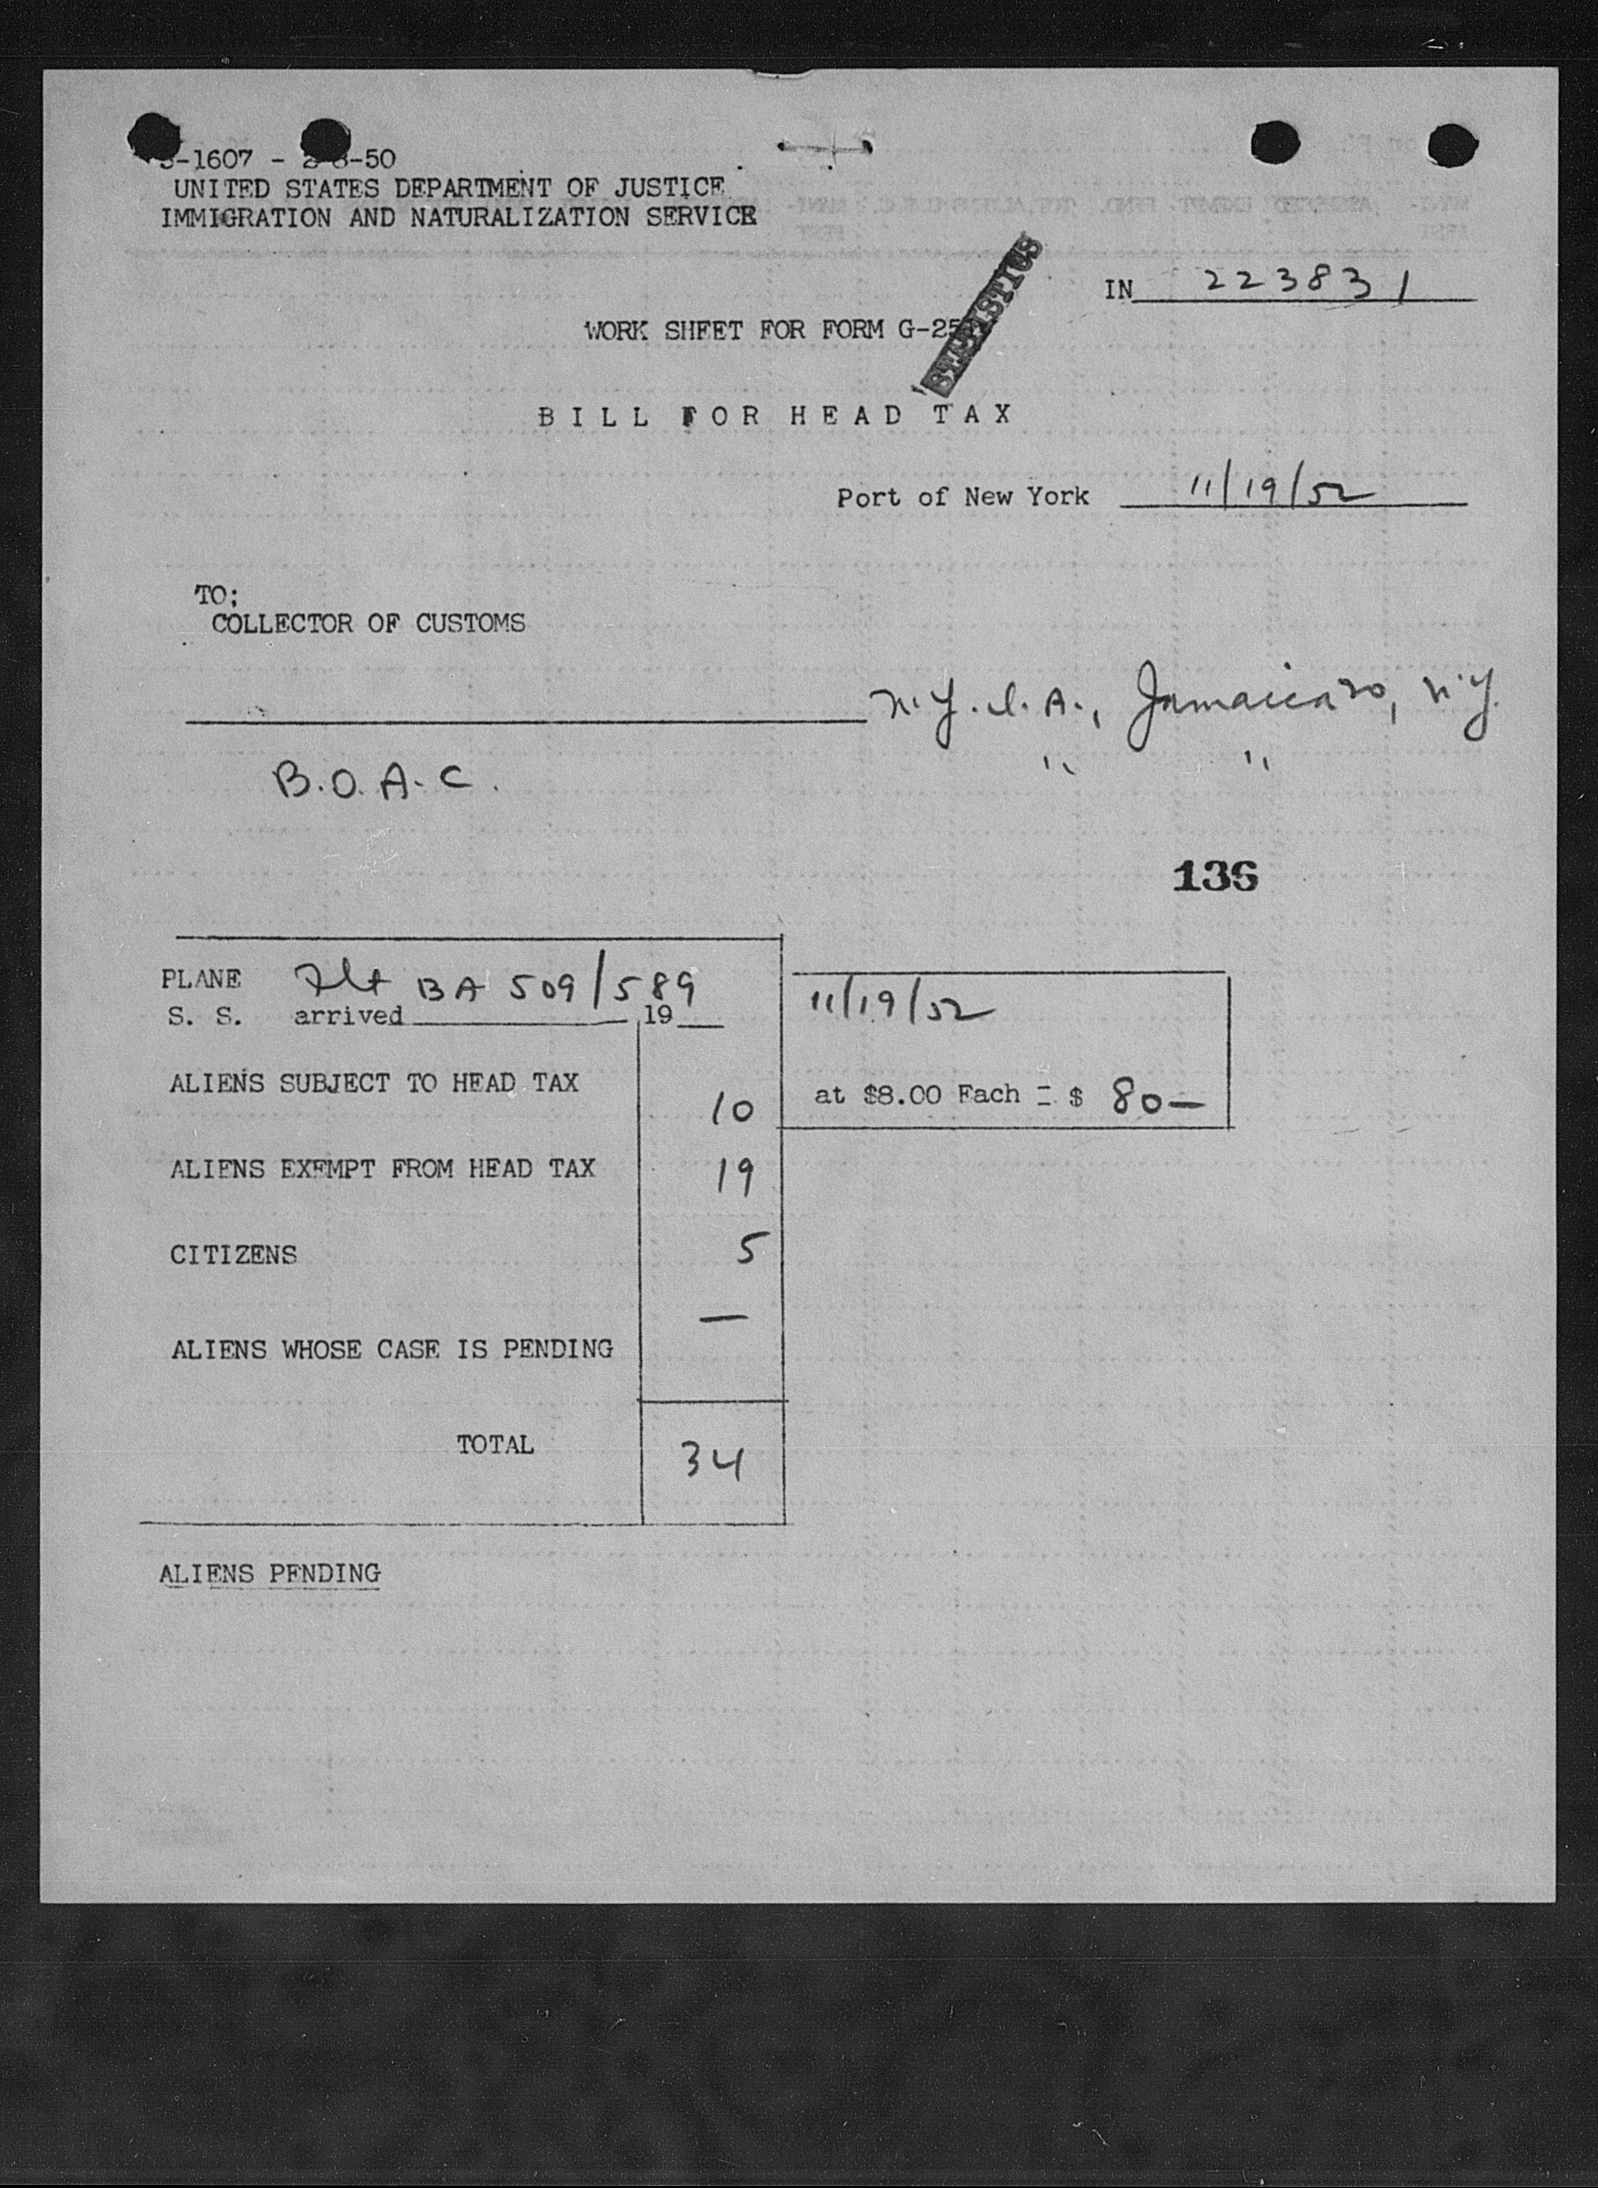 -1607 - -50
UNITED STATES DEPARTMENT OF JUSTICE
IMMIGRATION AND NATURALIZATION SERVICE
STATISTICS
IN 223831
WORK SHEET FOR FORM G-25
BILL FOR HEAD TAX
Port of New York 11/19/52
TO;
COLLECTOR OF CUSTOMS
N.Y.I.A., Jamaica 30, N.Y.
B.O.A.C. " "
136
PLANE Flt BA 509/589
S. S. arrived 19
11/19/52
ALIENS SUBJECT TO HEAD TAX 10
at $8.00 Each = $ 80—
ALIENS EXEMPT FROM HEAD TAX 19
CITIZENS 5
ALIENS WHOSE CASE IS PENDING —
TOTAL 34
ALIENS PENDING